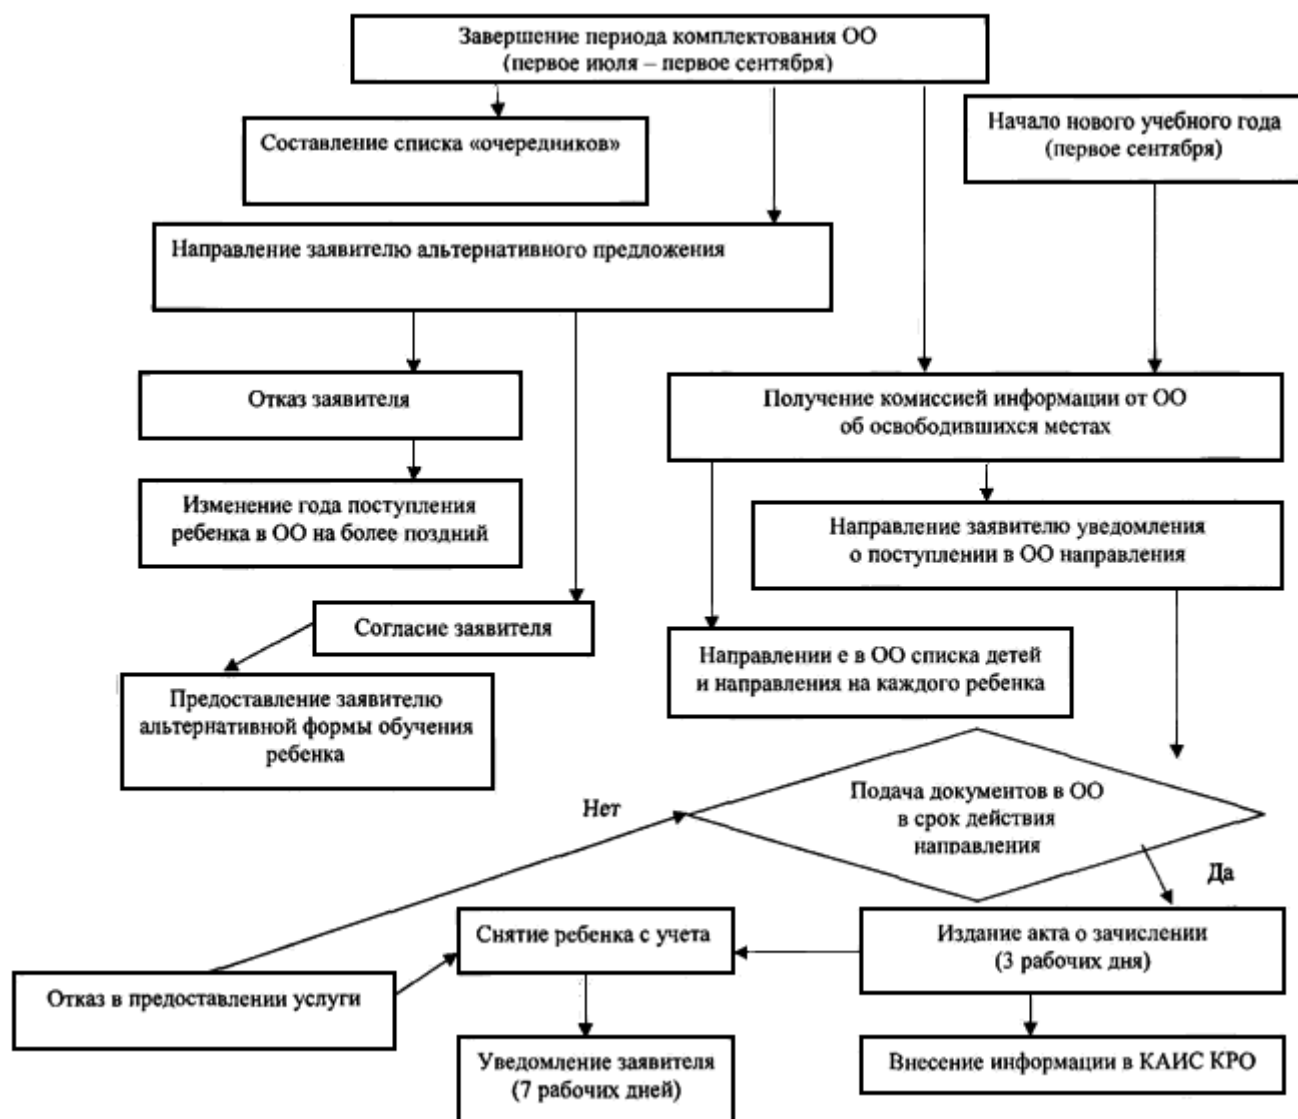 Завершение периода комплектования ОО
(первое июля – первое сентября)
Начало нового учебного года
(первое сентября)
Составление списка «очередников»
Направление заявителю альтернативного предложения
Отказ заявителя
Получение комиссией информации от ОО
об освободившихся местах
Изменение года поступления
ребенка в ОО на более поздний
Направление заявителю уведомления
о поступлении в ОО направления
Согласие заявителя
Направлении е в ОО списка детей
и направления на каждого ребенка
Предоставление заявителю
альтернативной формы обучения
ребенка
Нет
Подача документов в ОО
в срок действия
направления
Да
Снятие ребенка с учета
Издание акта о зачислении
(3 рабочих дня)
Отказ в предоставлении услуги
Уведомление заявителя
(7 рабочих дней)
Внесение информации в КАИС КРО